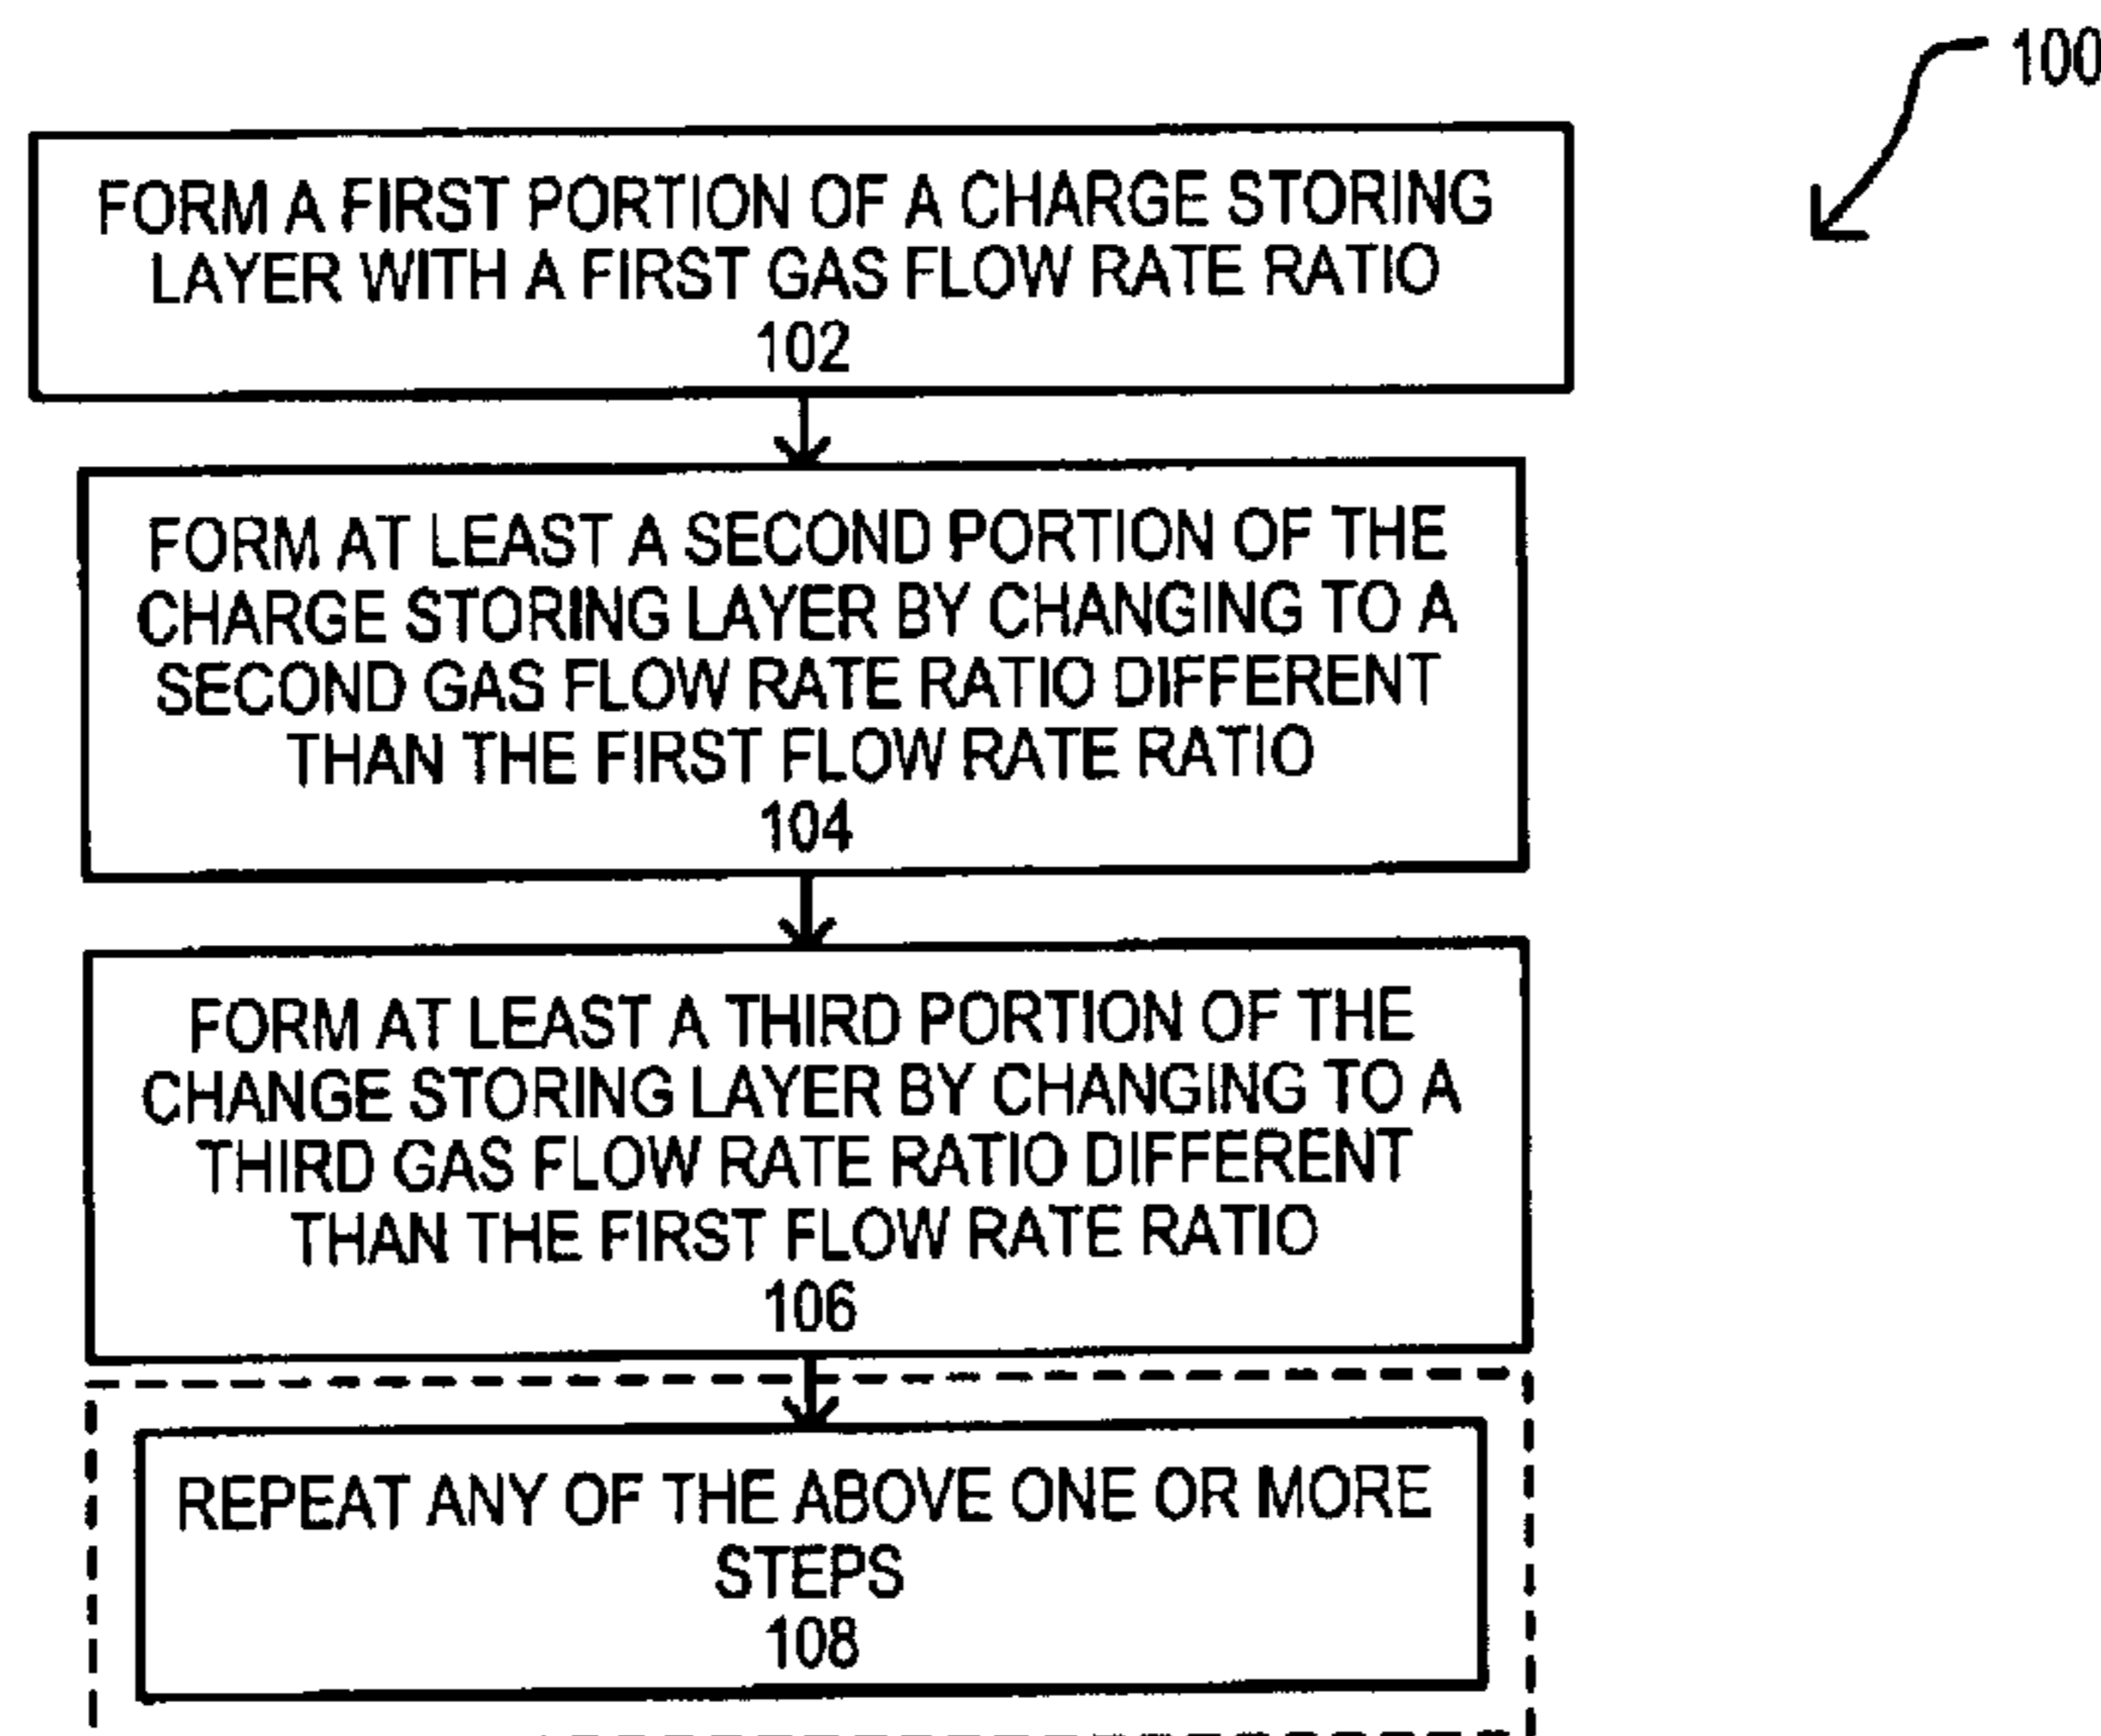 100
FORM A FIRST PORTION OF A CHARGE STORING
LAYER WITH A FIRST GAS FLOW RATE RATIO
102
FORM AT LEAST A SECOND PORTION OF THE
CHARGE STORING LAYER BY CHANGING TO A
SECOND GAS FLOW RATE RATIO DIFFERENT
THAN THE FIRST FLOW RATE RATIO
104
FORM AT LEAST A THIRD PORTION OF THE
CHANGE STORING LAYER BY CHANGING TO A
THIRD GAS FLOW RATE RATIO DIFFERENT
THAN THE FIRST FLOW RATE RATIO
106
REPEAT ANY OF THE ABOVE ONE OR MORE
STEPS
108